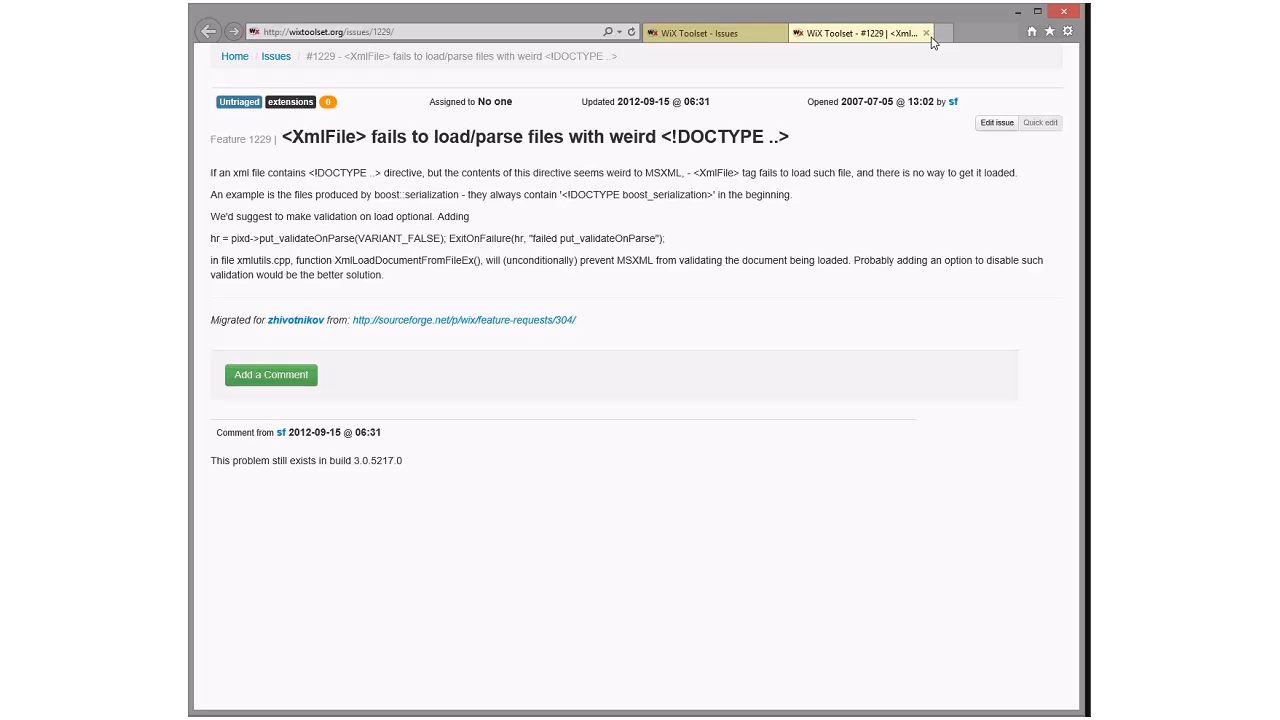 http://wixtoolset.org/issues/1229/
WiX Toolset - Issues
WiX Toolset - #1229 | <Xml...
Home / Issues / #1229 - <XmlFile> fails to load/parse files with weird <!DOCTYPE ..>
Untriaged extensions 0 Assigned to No one Updated 2012-09-15 @ 06:31 Opened 2007-07-05 @ 13:02 by sf
Edit issue Quick edit
Feature 1229 | <XmlFile> fails to load/parse files with weird <!DOCTYPE ..>
If an xml file contains <!DOCTYPE ..> directive, but the contents of this directive seems weird to MSXML, - <XmlFile> tag fails to load such file, and there is no way to get it loaded.
An example is the files produced by boost::serialization - they always contain '<!DOCTYPE boost_serialization>' in the beginning.
We'd suggest to make validation on load optional. Adding
hr = pixd->put_validateOnParse(VARIANT_FALSE); ExitOnFailure(hr, "failed put_validateOnParse");
in file xmlutils.cpp, function XmlLoadDocumentFromFileEx(), will (unconditionally) prevent MSXML from validating the document being loaded. Probably adding an option to disable such
validation would be the better solution.
Migrated for zhivotnikov from: http://sourceforge.net/p/wix/feature-requests/304/
Add a Comment
Comment from sf 2012-09-15 @ 06:31
This problem still exists in build 3.0.5217.0